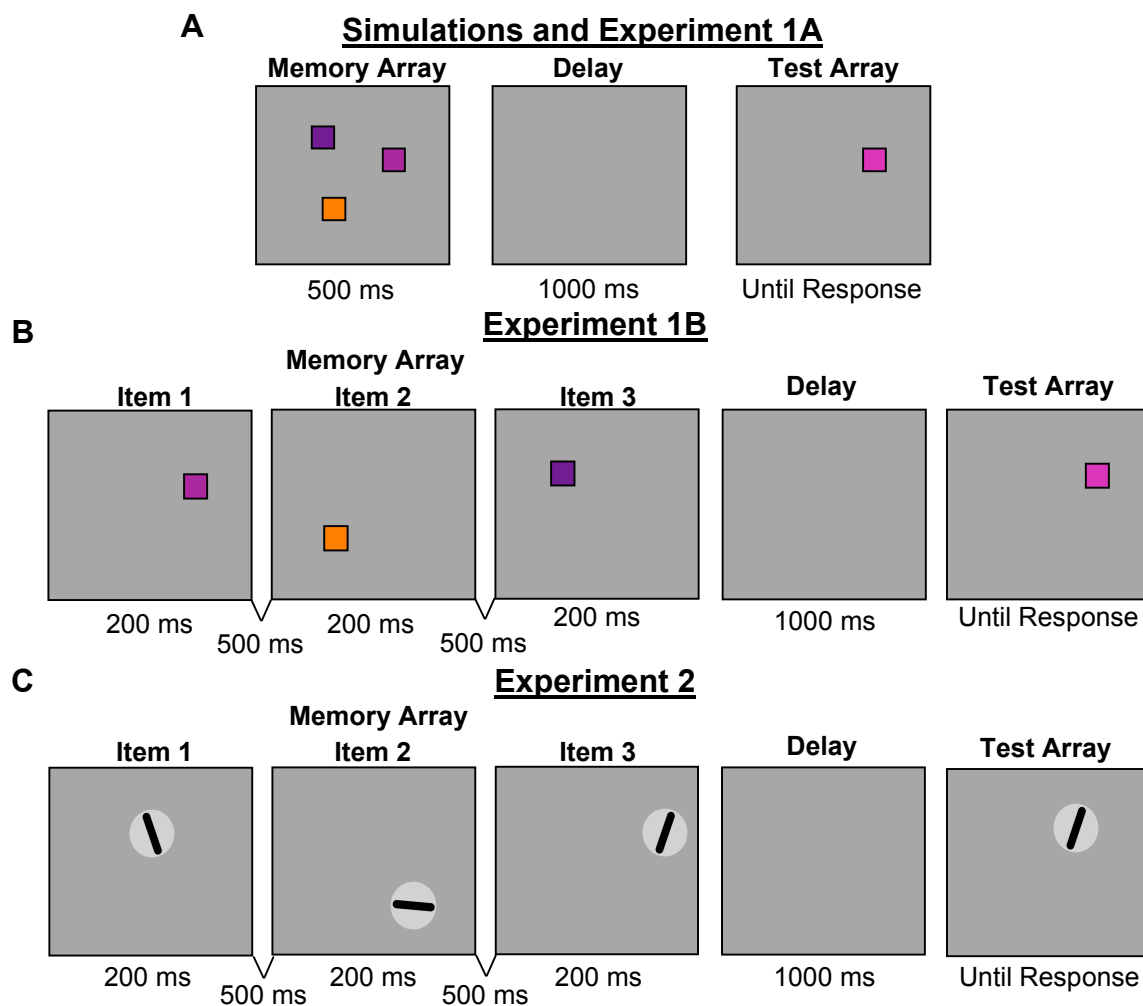 A
Simulations and Experiment 1A
Memory Array Delay Test Array
500 ms 1000 ms Until Response
B
Experiment 1B
Memory Array
Item 1 Item 2 Item 3 Delay Test Array
200 ms 500 ms 200 ms 500 ms 200 ms 1000 ms Until Response
C
Experiment 2
Memory Array
Item 1 Item 2 Item 3 Delay Test Array
200 ms 500 ms 200 ms 500 ms 200 ms 1000 ms Until Response